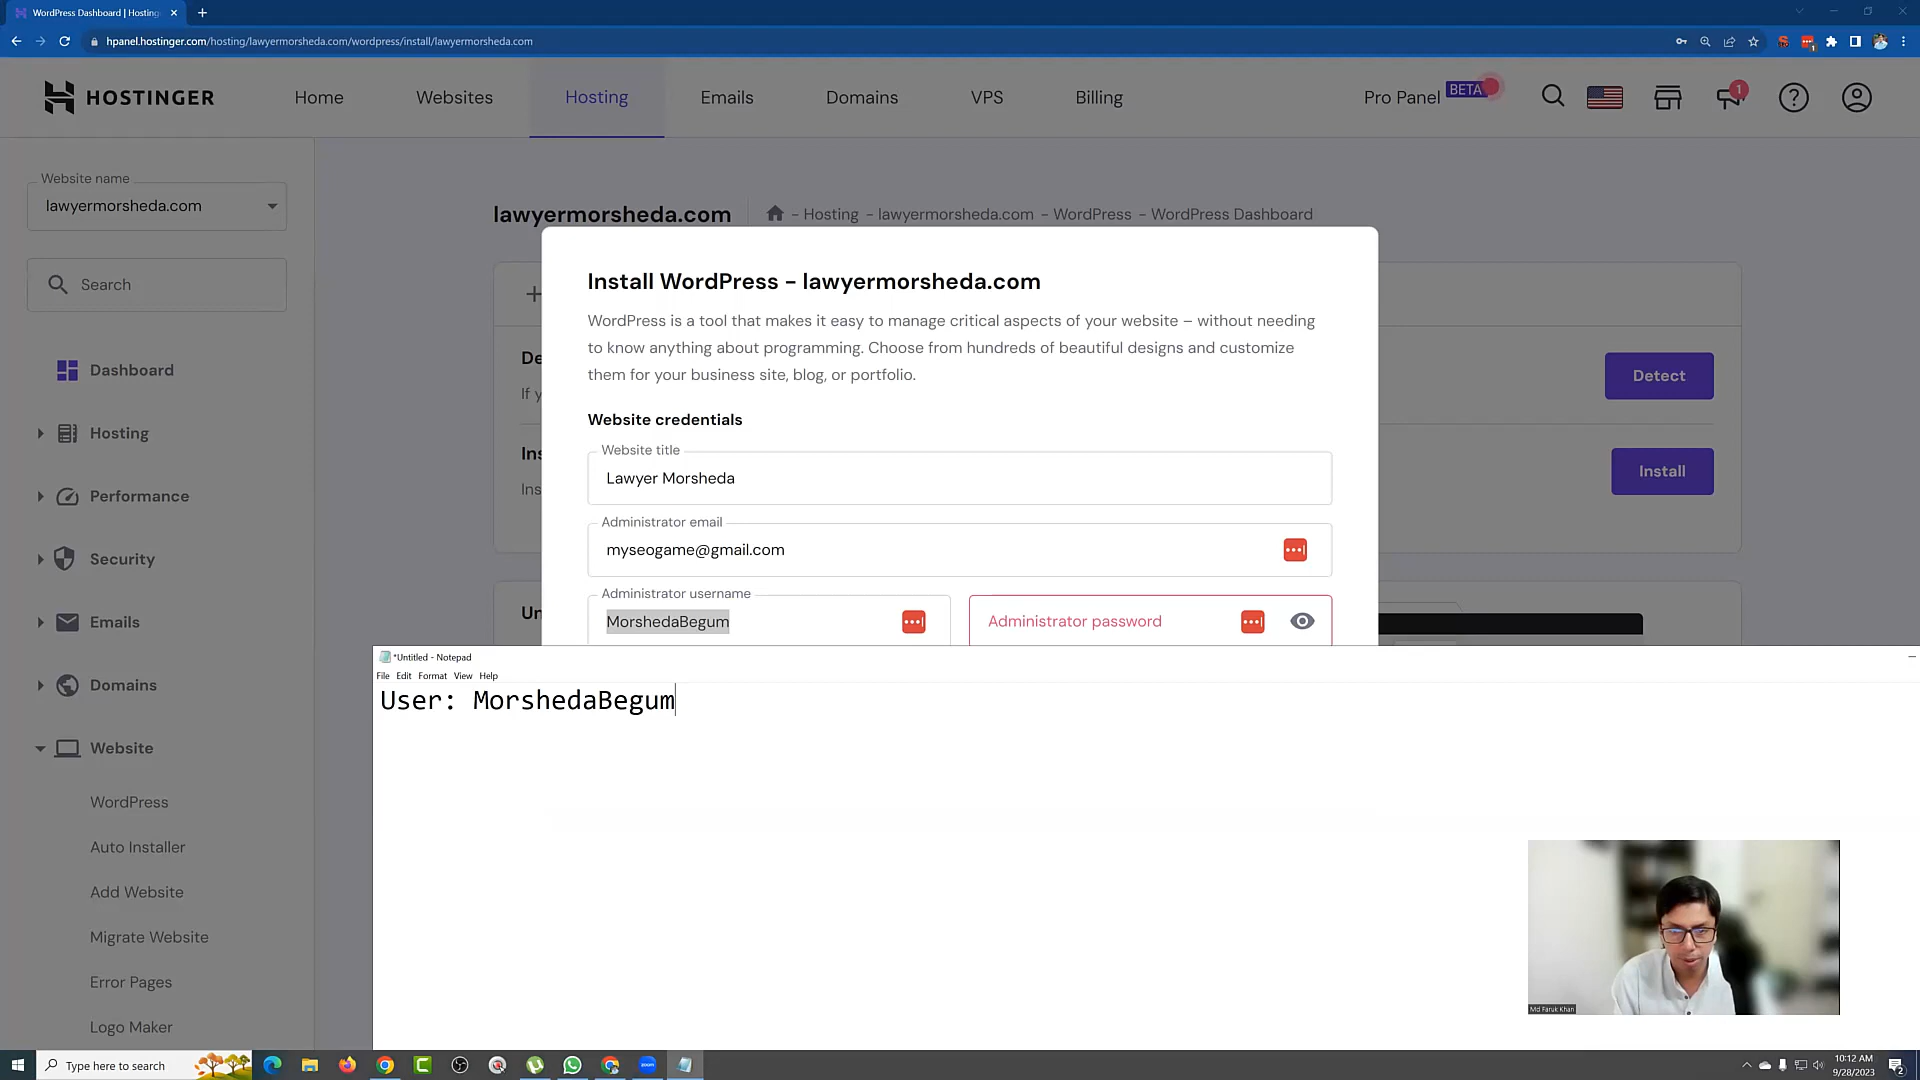 WordPress Dashboard | Hosting
hpanel.hostinger.com/hosting/lawyermorsheda.com/wordpress/install/lawyermorsheda.com
HOSTINGER
Home
Websites
Hosting
Emails
Domains
VPS
Billing
Pro Panel
BETA
1
Website name
lawyermorsheda.com
Search
Dashboard
Hosting
Performance
Security
Emails
Domains
Website
WordPress
Auto Installer
Add Website
Migrate Website
Error Pages
Logo Maker
lawyermorsheda.com
- Hosting - lawyermorsheda.com - WordPress - WordPress Dashboard
De
If y
Detect
Ins
Ins
Install
Un
Install WordPress - lawyermorsheda.com
WordPress is a tool that makes it easy to manage critical aspects of your website – without needing
to know anything about programming. Choose from hundreds of beautiful designs and customize
them for your business site, blog, or portfolio.
Website credentials
Website title
Lawyer Morsheda
Administrator email
myseogame@gmail.com
Administrator username
MorshedaBegum
Administrator password
*Untitled - Notepad
File Edit Format View Help
User: MorshedaBegum
Md Faruk Khan
Type here to search
zoom
10:12 AM
9/28/2023
2